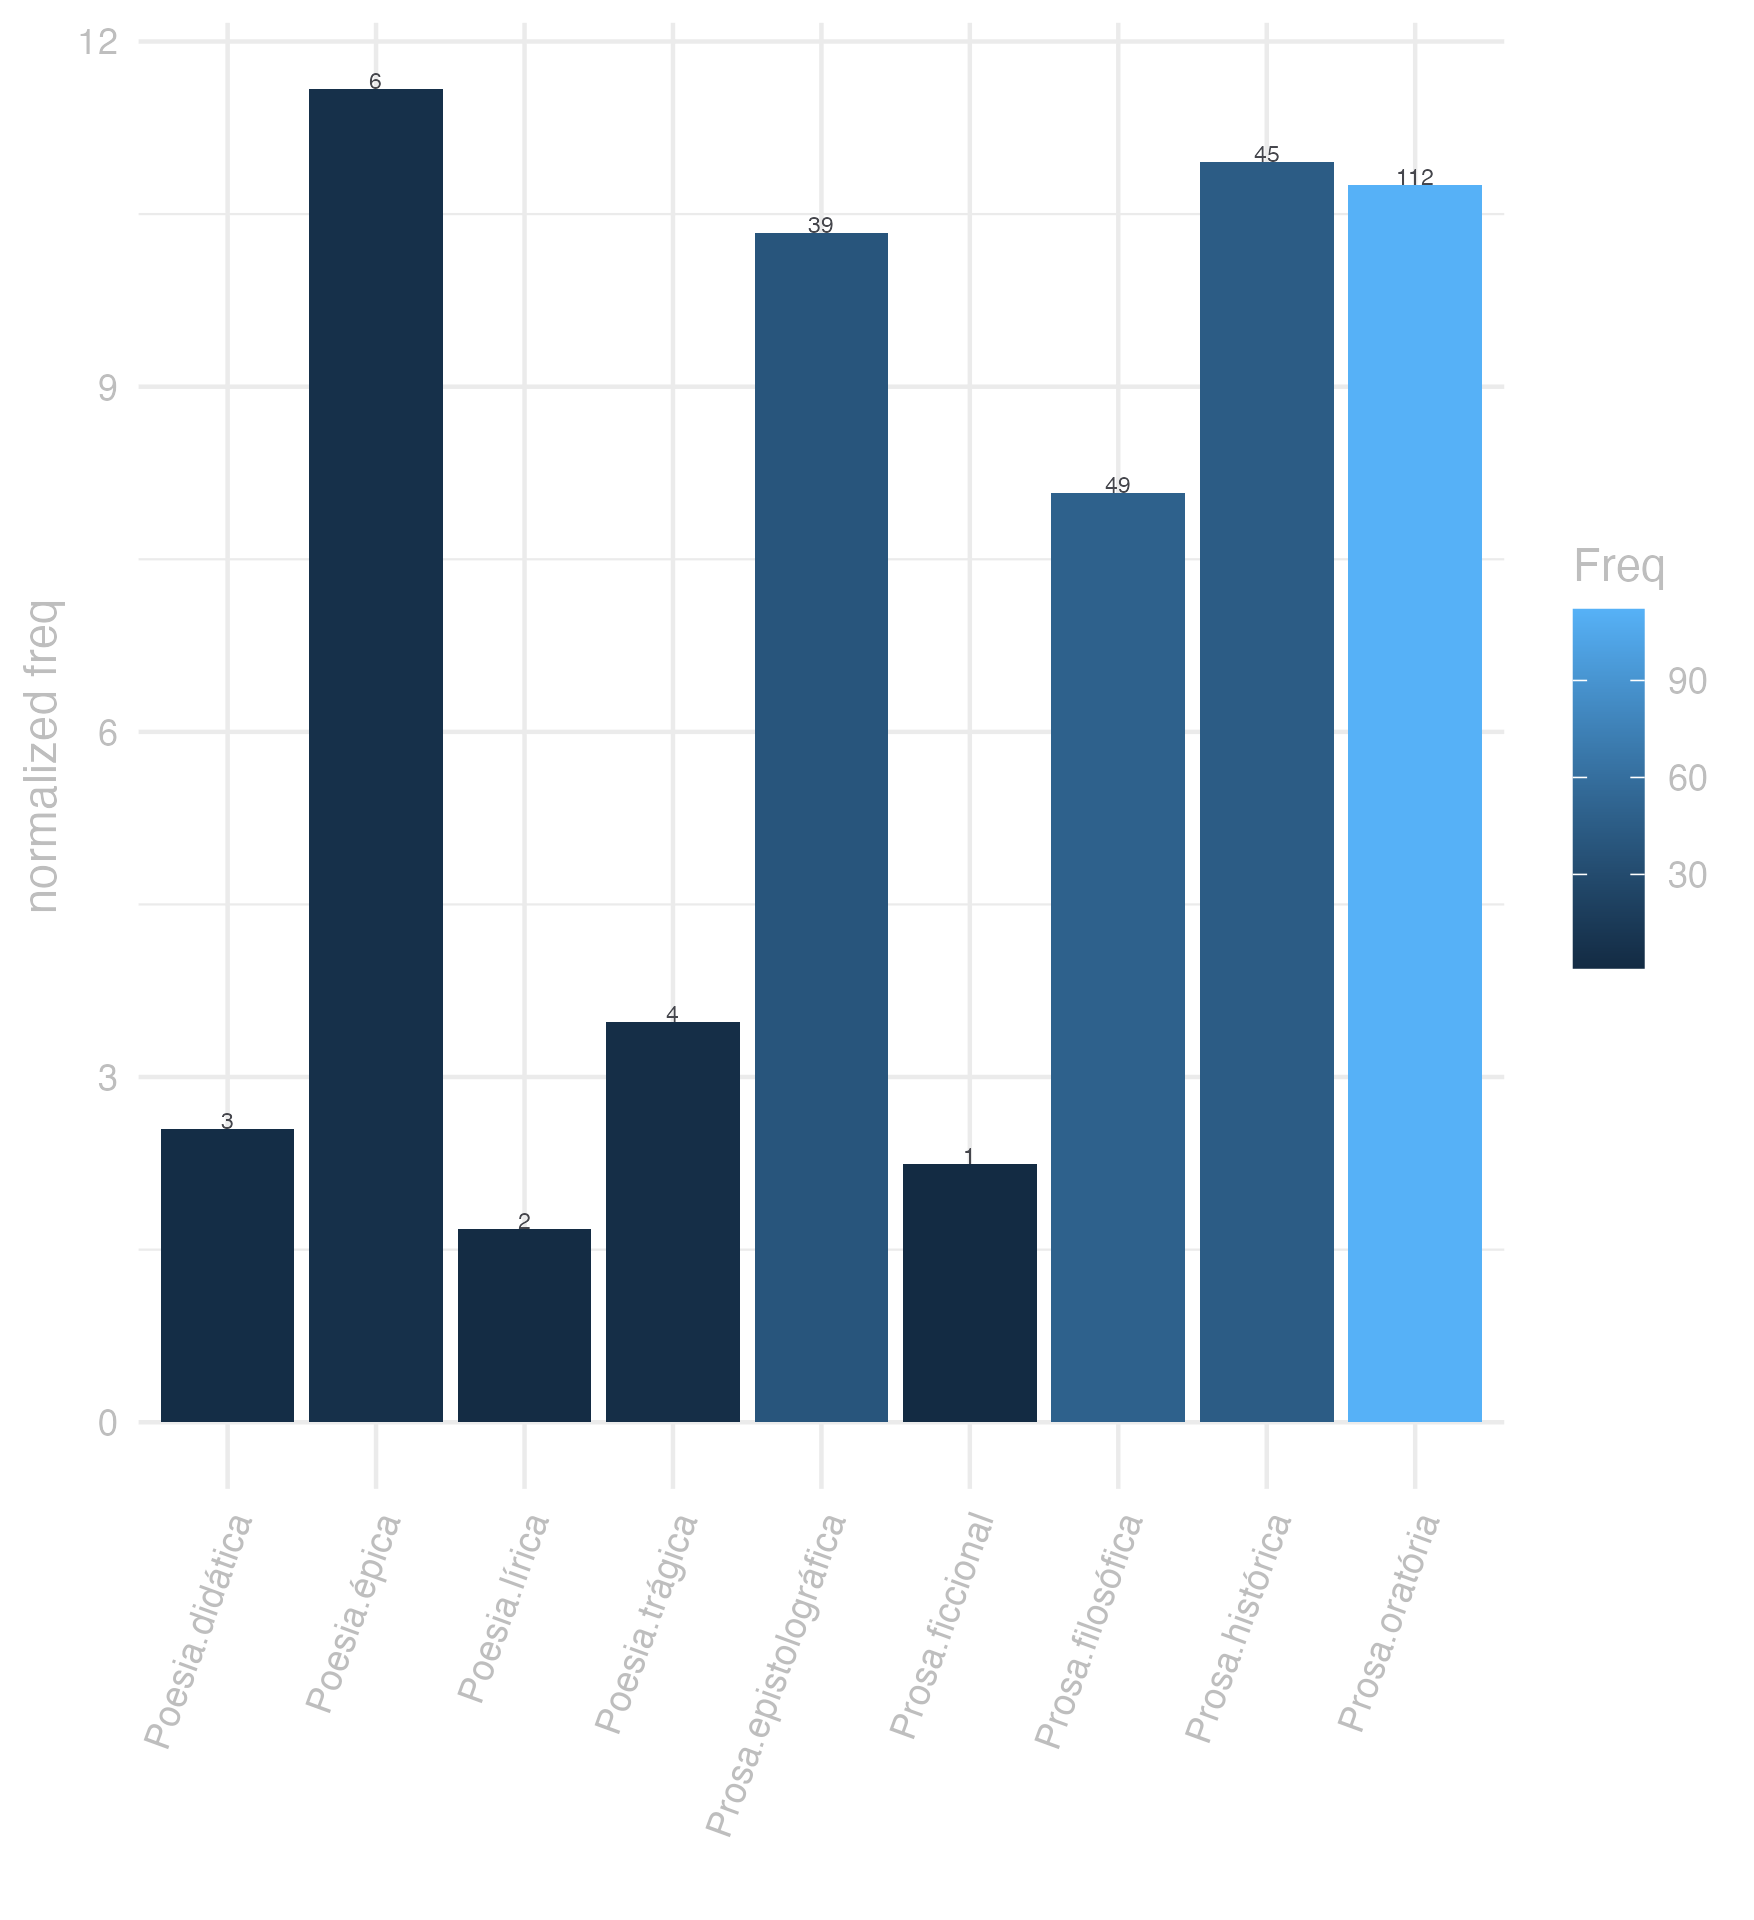 12
9
6
3
0
normalized freq
3
6
2
4
39
1
49
45
112
Poesia.didática
Poesia.épica
Poesia.lírica
Poesia.trágica
Prosa.epistolográfica
Prosa.ficcional
Prosa.filosófica
Prosa.histórica
Prosa.oratória
Freq
90
60
30